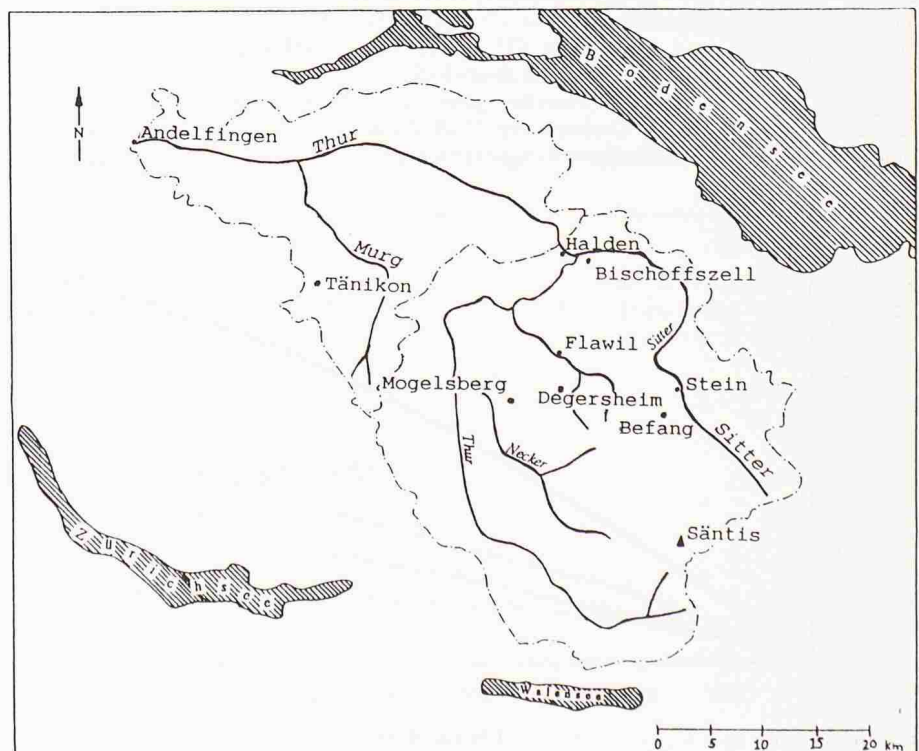 Bodensee
N
Andelfingen
Thur
Murg
Halden
Bischoffszell
Tänikon
Sitter
Flawil
Mogelsberg
Degersheim
Stein
Befang
Thur
Necker
Sitter
Säntis
Zürichsee
Walensee
0 5 10 15 20 km